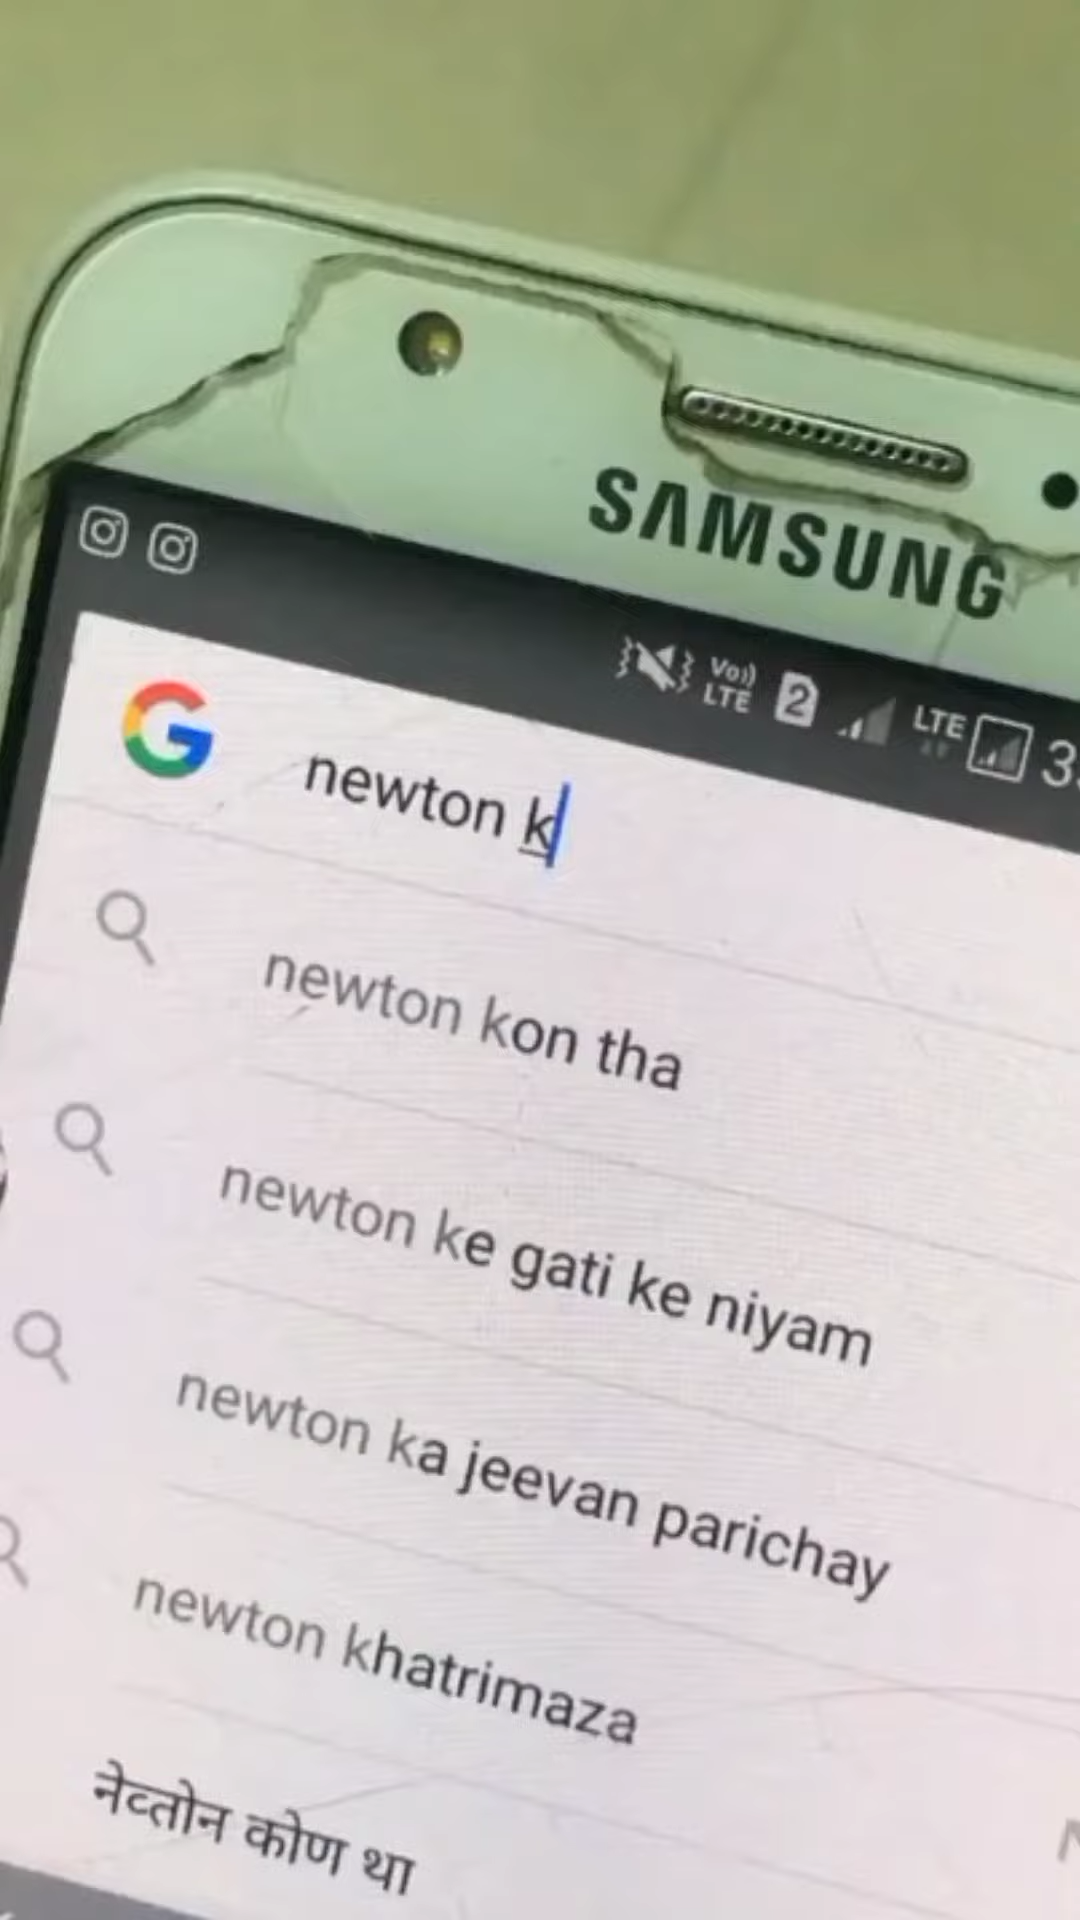 SAMSUNG
Vo))
LTE
2
LTE
newton k
newton kon tha
newton ke gati ke niyam
newton ka jeevan parichay
newton khatrimaza
नेव्तोन कोण था